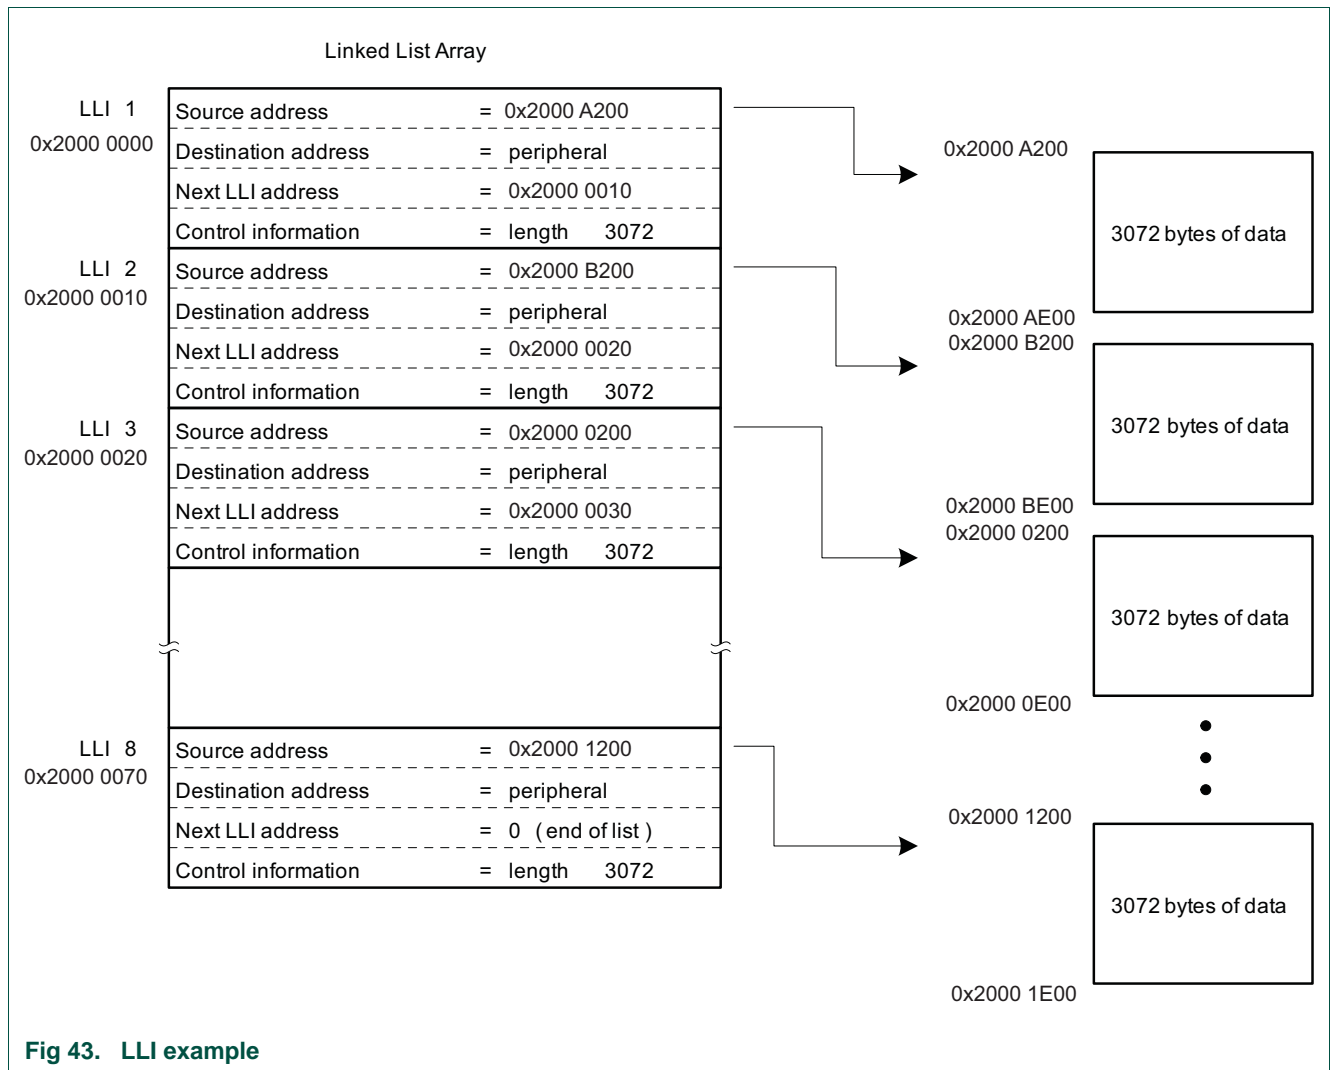 Linked List Array
LLI 1
0x2000 0000
Source address = 0x2000 A200
Destination address = peripheral
Next LLI address = 0x2000 0010
Control information = length 3072
LLI 2
0x2000 0010
Source address = 0x2000 B200
Destination address = peripheral
Next LLI address = 0x2000 0020
Control information = length 3072
LLI 3
0x2000 0020
Source address = 0x2000 0200
Destination address = peripheral
Next LLI address = 0x2000 0030
Control information = length 3072
LLI 8
0x2000 0070
Source address = 0x2000 1200
Destination address = peripheral
Next LLI address = 0 (end of list)
Control information = length 3072
0x2000 A200
3072 bytes of data
0x2000 AE00
0x2000 B200
3072 bytes of data
0x2000 BE00
0x2000 0200
3072 bytes of data
0x2000 0E00
0x2000 1200
3072 bytes of data
0x2000 1E00
Fig 43. LLI example